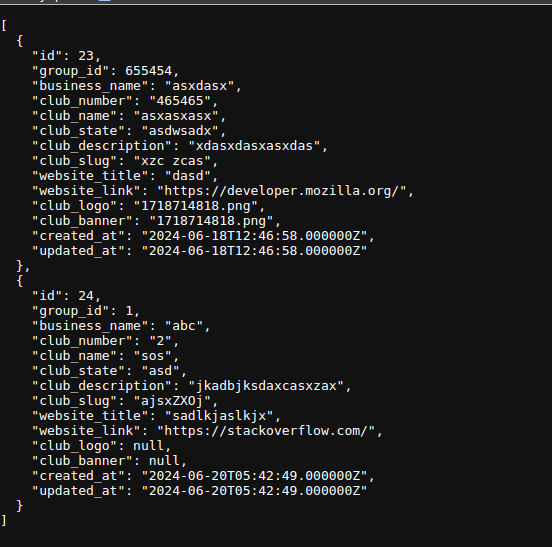 [
  {
    "id": 23,
    "group_id": 655454,
    "business_name": "asxdasx",
    "club_number": "465465",
    "club_name": "asxasxasx",
    "club_state": "asdwsadx",
    "club_description": "xdasxdasxasxdas",
    "club_slug": "xzc zcas",
    "website_title": "dasd",
    "website_link": "https://developer.mozilla.org/",
    "club_logo": "1718714818.png",
    "club_banner": "1718714818.png",
    "created_at": "2024-06-18T12:46:58.000000Z",
    "updated_at": "2024-06-18T12:46:58.000000Z"
  },
  {
    "id": 24,
    "group_id": 1,
    "business_name": "abc",
    "club_number": "2",
    "club_name": "sos",
    "club_state": "asd",
    "club_description": "jkadbjksdaxcasxzax",
    "club_slug": "ajsxZXOj",
    "website_title": "sadlkjaslkjx",
    "website_link": "https://stackoverflow.com/",
    "club_logo": null,
    "club_banner": null,
    "created_at": "2024-06-20T05:42:49.000000Z",
    "updated_at": "2024-06-20T05:42:49.000000Z"
  }
]